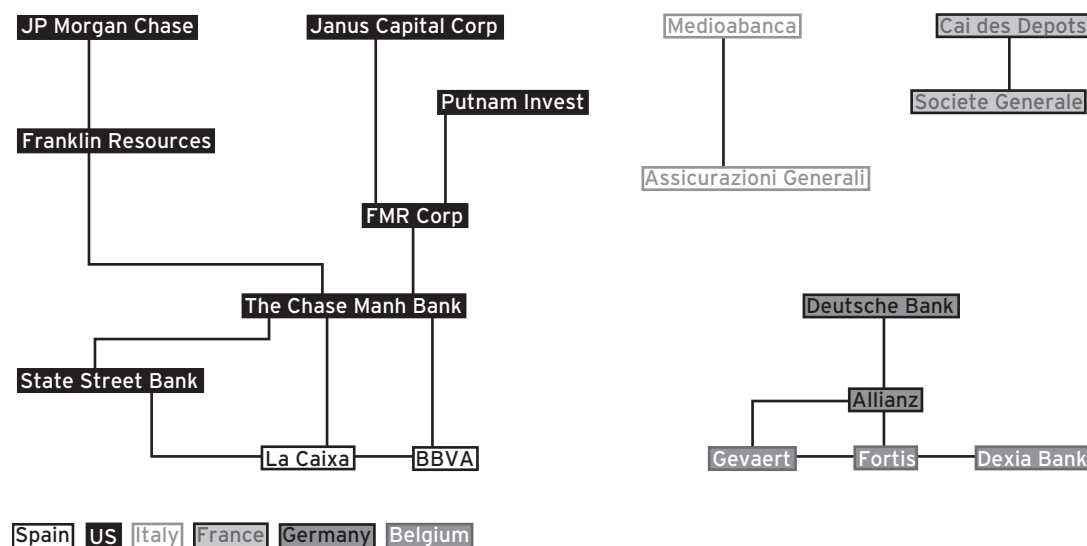 JP Morgan Chase
Janus Capital Corp
Medioabanca
Cai des Depots
Putnam Invest
Societe Generale
Franklin Resources
Assicurazioni Generali
FMR Corp
The Chase Manh Bank
Deutsche Bank
State Street Bank
Allianz
La Caixa
BBVA
Gevaert
Fortis
Dexia Bank
Spain US Italy France Germany Belgium